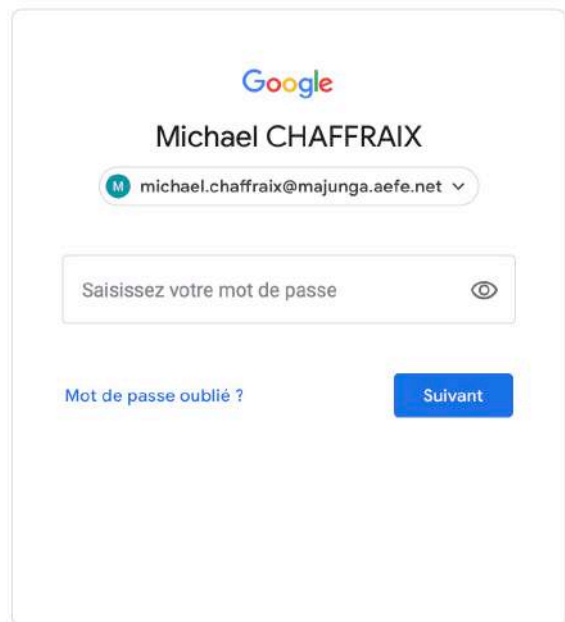 Google
Michael CHAFFRAIX
M michael.chaffraix@majunga.aefe.net
Saisissez votre mot de passe
Mot de passe oublié ? Suivant